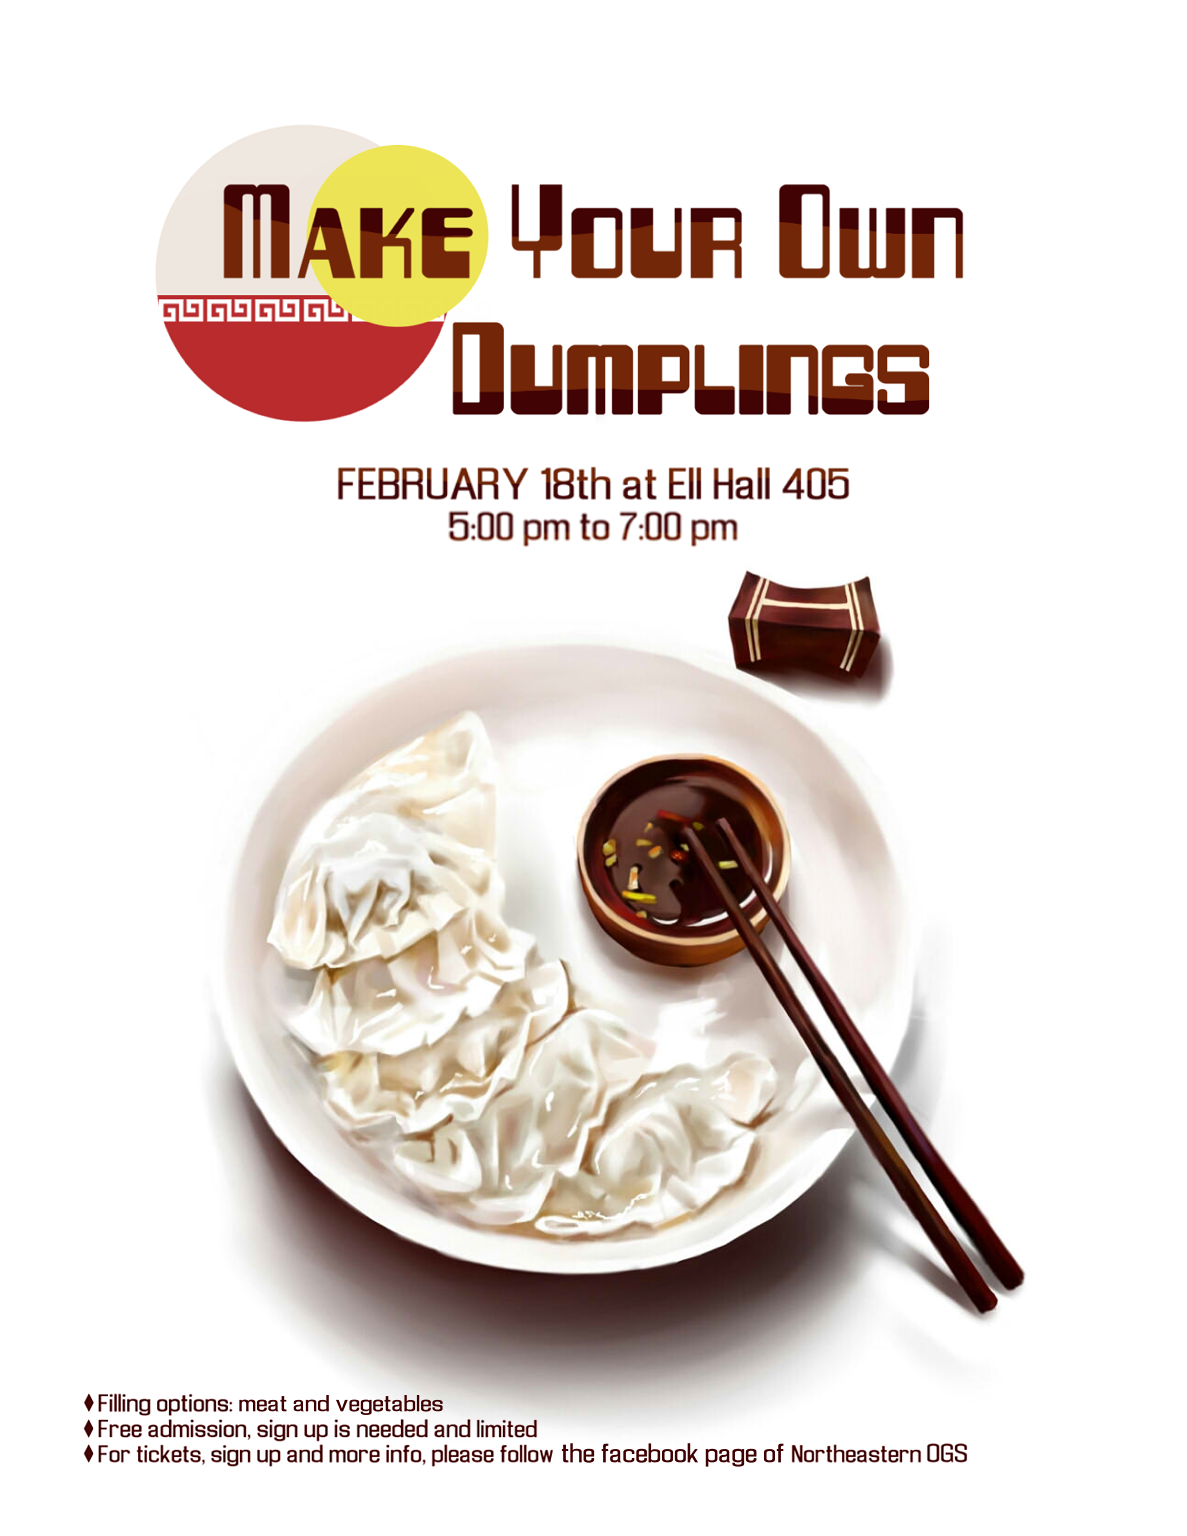 Make Your Own
Dumplings
FEBRUARY 18th at Ell Hall 405
5:00 pm to 7:00 pm
♦Filling options: meat and vegetables
♦Free admission, sign up is needed and limited
♦For tickets, sign up and more info, please follow the facebook page of Northeastern OGS